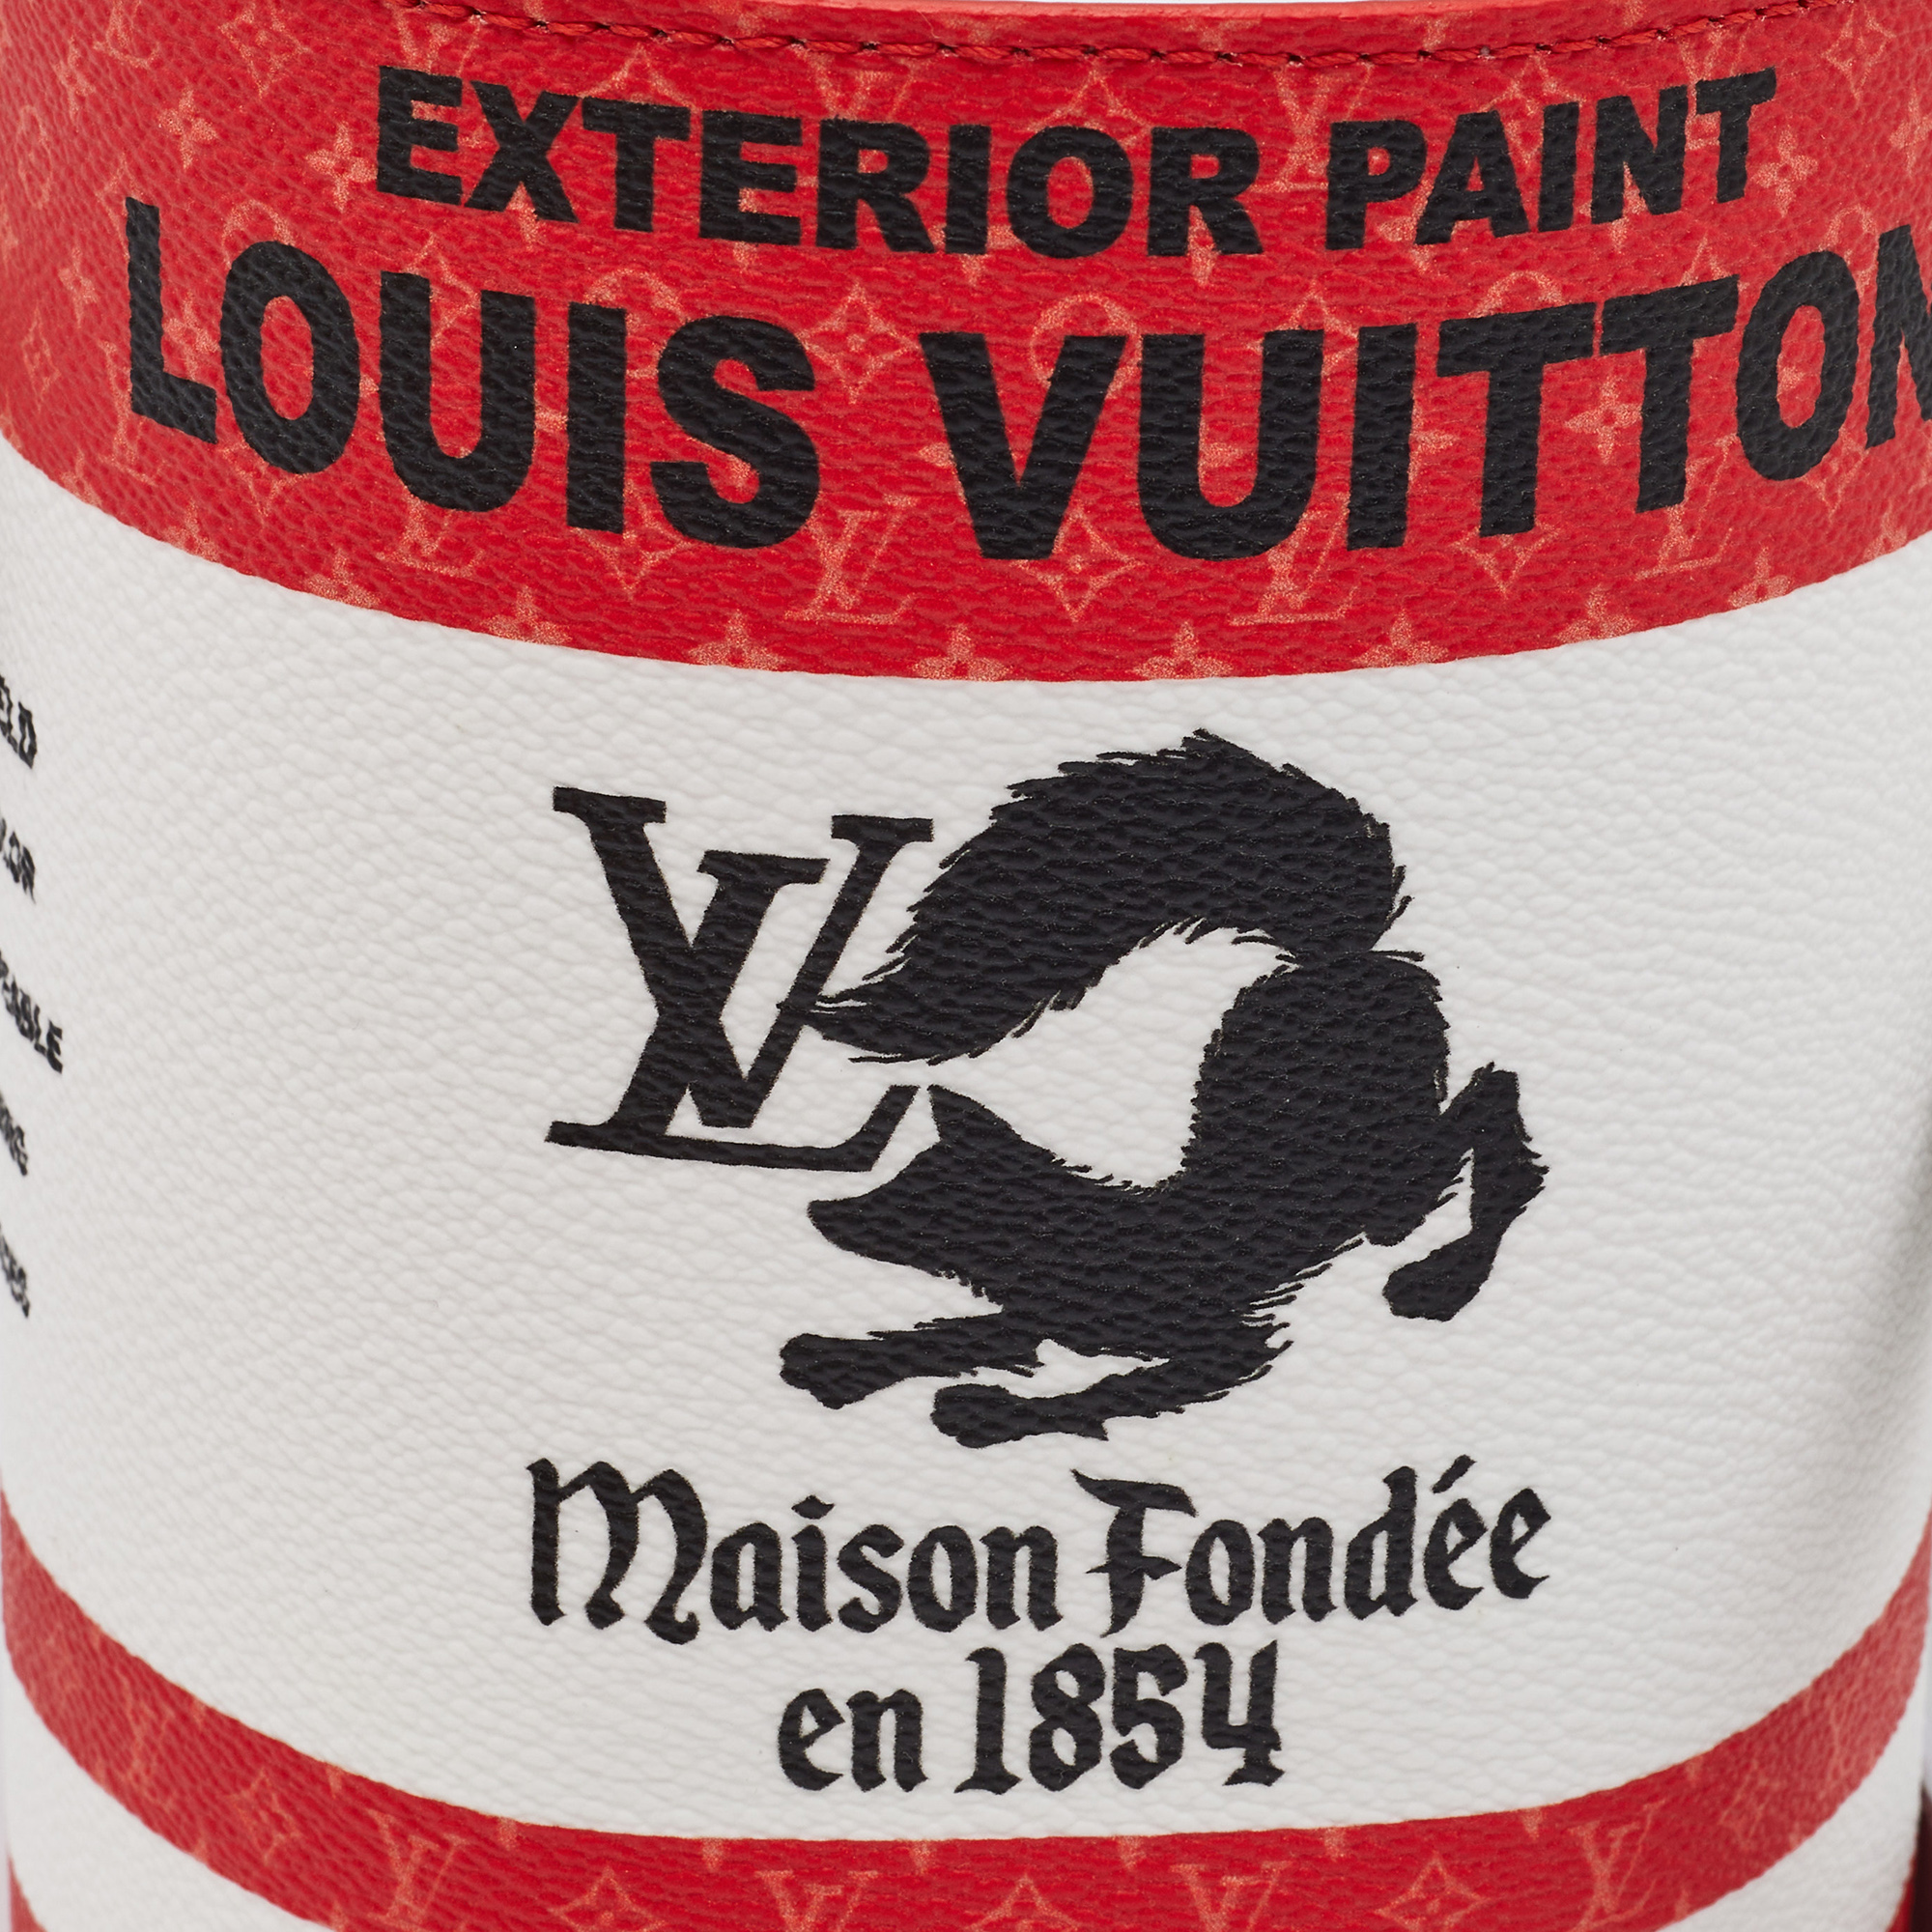 EXTERIOR PAINT
LOUIS VUITTON
LV
Maison Fondée
en 1854